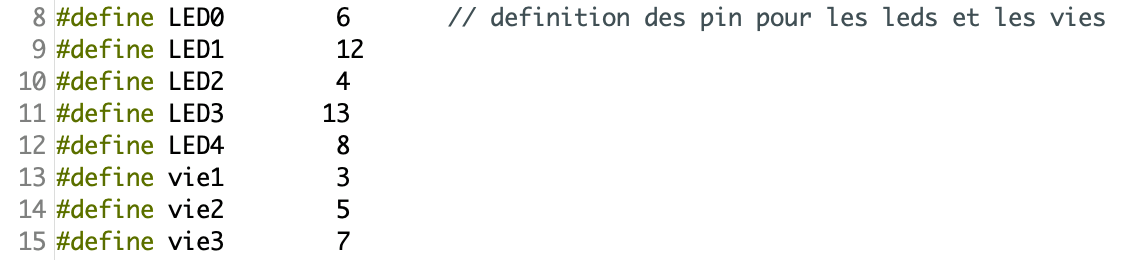 8 #define LED0        6       // definition des pin pour les leds et les vies
9 #define LED1        12
10 #define LED2        4
11 #define LED3       13
12 #define LED4        8
13 #define vie1        3
14 #define vie2        5
15 #define vie3        7